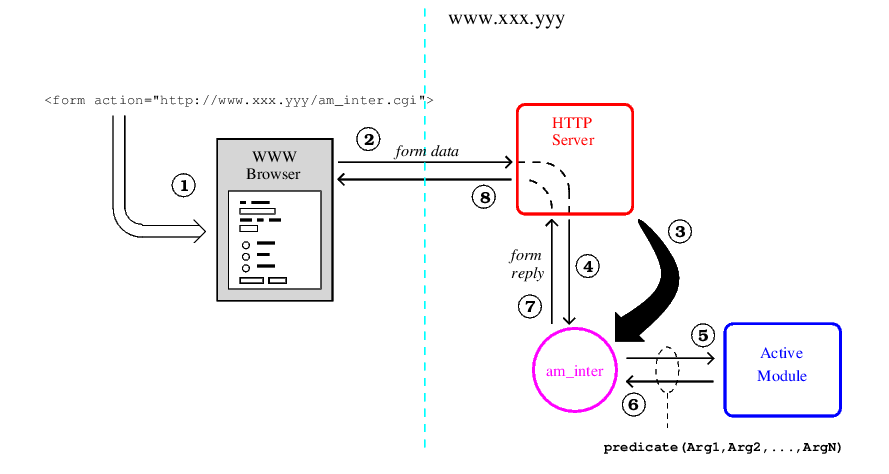 www.xxx.yyy
<form action="http://www.xxx.yyy/am_inter.cgi">
HTTP
Server
2
form data
WWW
Browser
1
8
3
form
reply
4
7
5
Active
Module
am_inter
6
predicate(Arg1,Arg2,...,ArgN)